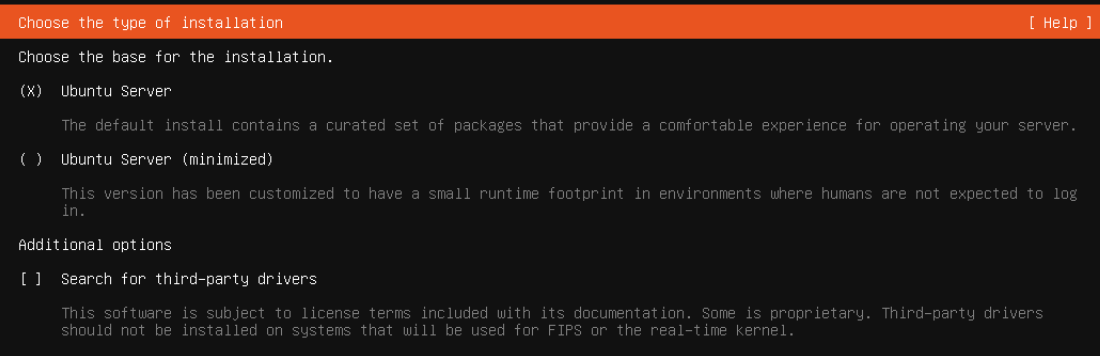 Choose the type of installation [ Help ]
Choose the base for the installation.
(X) Ubuntu Server
The default install contains a curated set of packages that provide a comfortable experience for operating your server.
( ) Ubuntu Server (minimized)
This version has been customized to have a small runtime footprint in environments where humans are not expected to log
in.
Additional options
[ ] Search for third-party drivers
This software is subject to license terms included with its documentation. Some is proprietary. Third-party drivers
should not be installed on systems that will be used for FIPS or the real-time kernel.